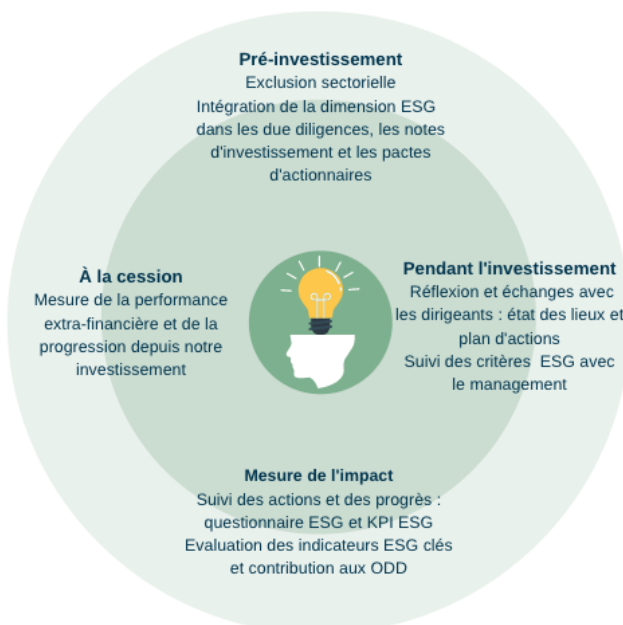 Pré-investissement
Exclusion sectorielle
Intégration de la dimension ESG
dans les due diligences, les notes
d'investissement et les pactes
d'actionnaires
À la cession
Mesure de la performance
extra-financière et de la
progression depuis notre
investissement
Pendant l'investissement
Réflexion et échanges avec
les dirigeants : état des lieux et
plan d'actions
Suivi des critères ESG avec
le management
Mesure de l'impact
Suivi des actions et des progrès :
questionnaire ESG et KPI ESG
Evaluation des indicateurs ESG clés
et contribution aux ODD